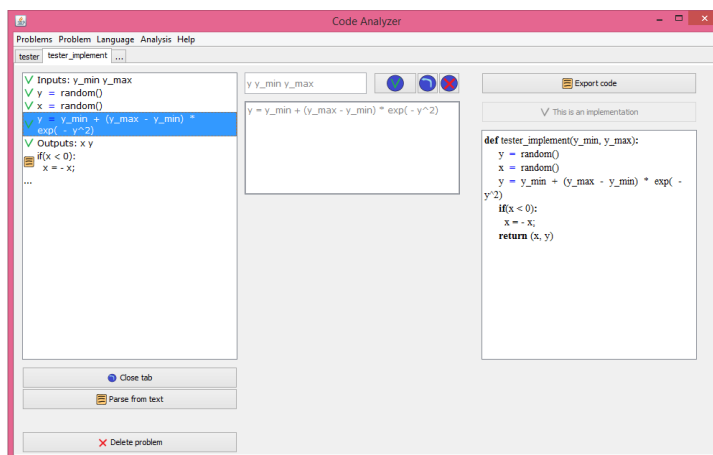 Code Analyzer
Problems Problem Language Analysis Help
tester tester_implement ...
Inputs: y_min y_max
y = random()
x = random()
y = y_min + (y_max - y_min) *
exp( - y^2)
Outputs: x y
if(x < 0):
x = - x;
...
Close tab
Parse from text
Delete problem
y y_min y_max
y = y_min + (y_max - y_min) * exp( - y^2)
Export code
This is an implementation
def tester_implement(y_min, y_max):
y = random()
x = random()
y = y_min + (y_max - y_min) * exp( -
y^2)
if(x < 0):
x = - x;
return (x, y)